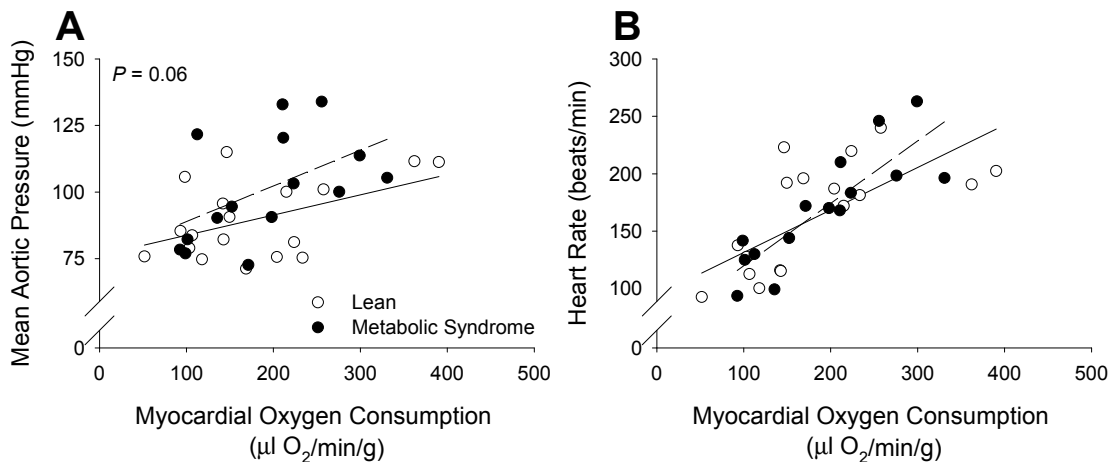 A
P = 0.06
Mean Aortic Pressure (mmHg)
150
125
100
75
0
Lean
Metabolic Syndrome
0 100 200 300 400 500
Myocardial Oxygen Consumption
(μl O₂/min/g)
B
Heart Rate (beats/min)
300
250
200
150
100
0
0 100 200 300 400 500
Myocardial Oxygen Consumption
(μl O₂/min/g)